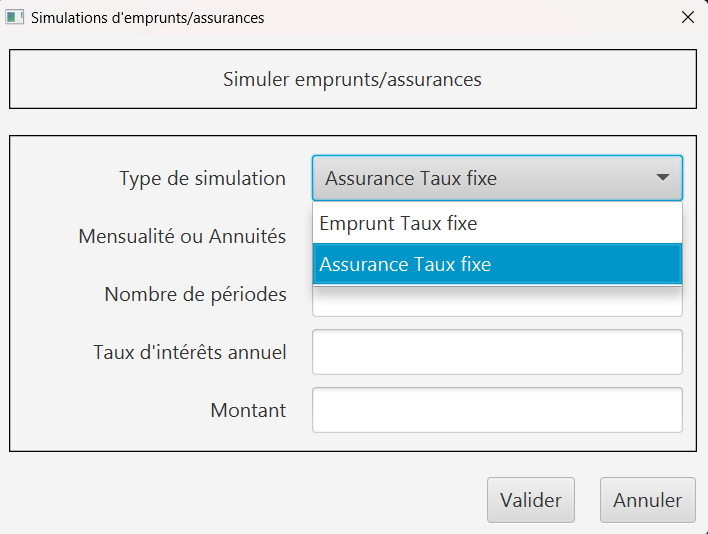 Simulations d'emprunts/assurances
Simuler emprunts/assurances
Type de simulation
Assurance Taux fixe
Emprunt Taux fixe
Assurance Taux fixe
Mensualité ou Annuités
Nombre de périodes
Taux d'intérêts annuel
Montant
Valider
Annuler